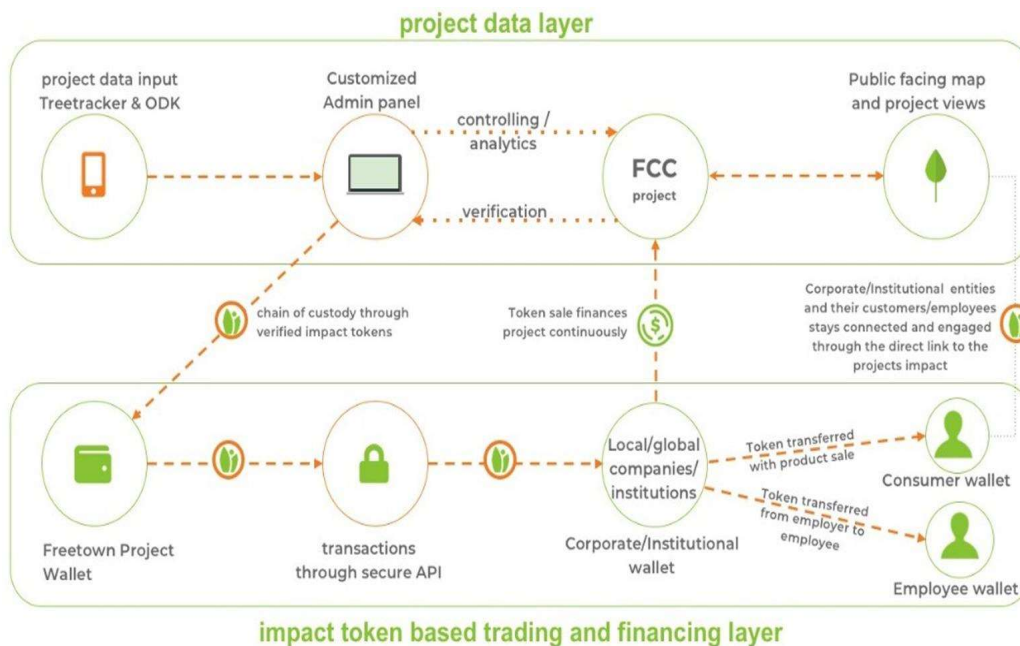 project data layer
project data input
Treetracker & ODK
Customized
Admin panel
controlling /
analytics
verification
FCC
project
Public facing map
and project views
chain of custody through
verified impact tokens
Token sale finances
project continuously
$
Corporate/Institutional entities
and their customers/employees
stays connected and engaged
through the direct link to the
projects impact
Freetown Project
Wallet
transactions
through secure API
Local/global
companies/
institutions
Corporate/Institutional
wallet
Token transferred
with product sale
Token transferred
from employer to
employee
Consumer wallet
Employee wallet
impact token based trading and financing layer